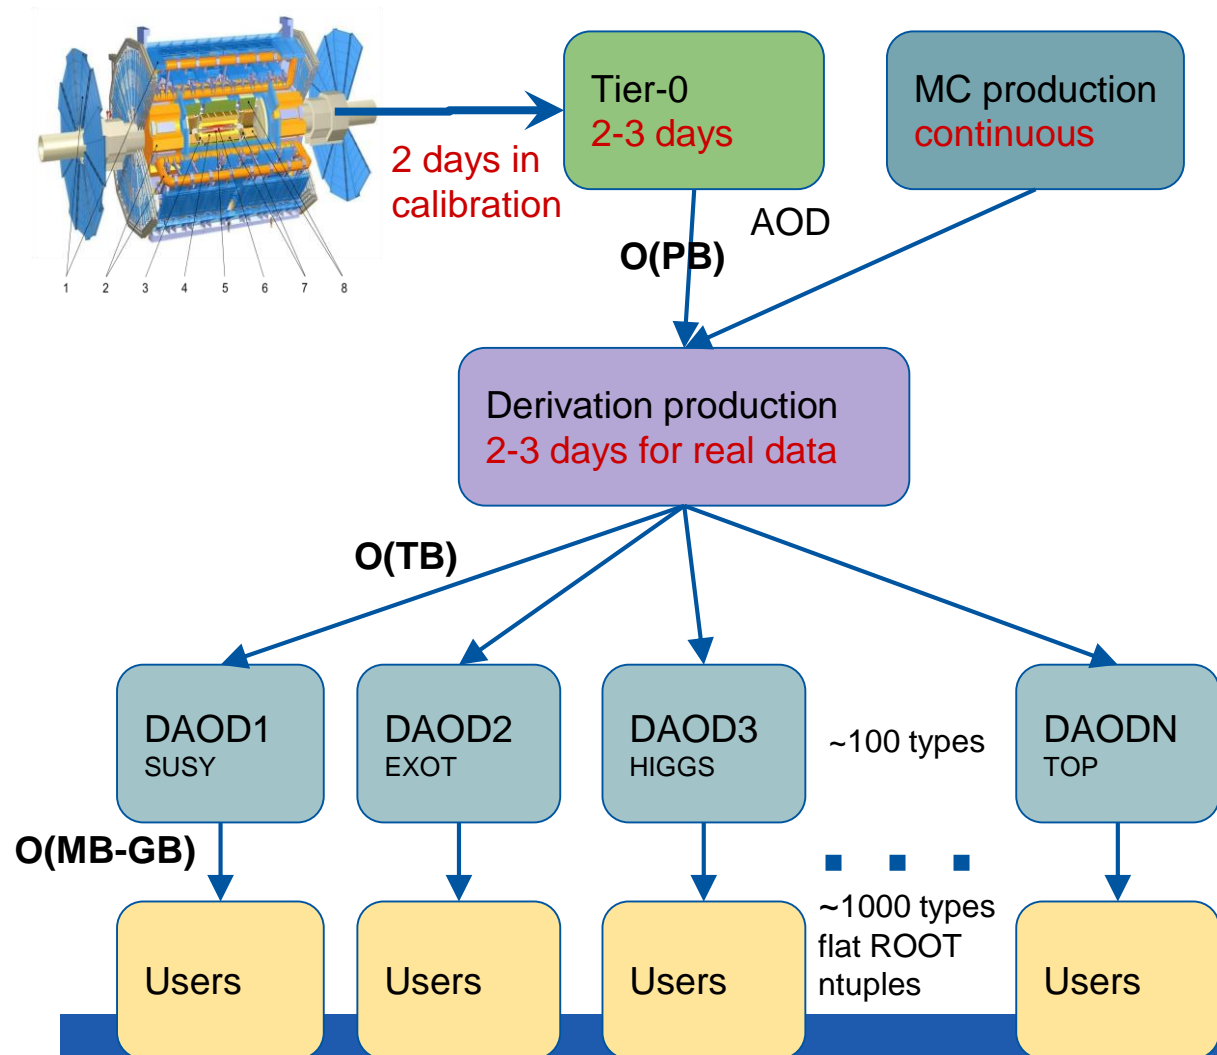 Tier-0
2-3 days
MC production
continuous
2 days in
calibration
AOD
O(PB)
1 2 3 4 5 6 7 8
Derivation production
2-3 days for real data
O(TB)
DAOD1
SUSY
DAOD2
EXOT
DAOD3
HIGGS
~100 types
DAODN
TOP
O(MB-GB)
~1000 types
flat ROOT
ntuples
Users
Users
Users
Users